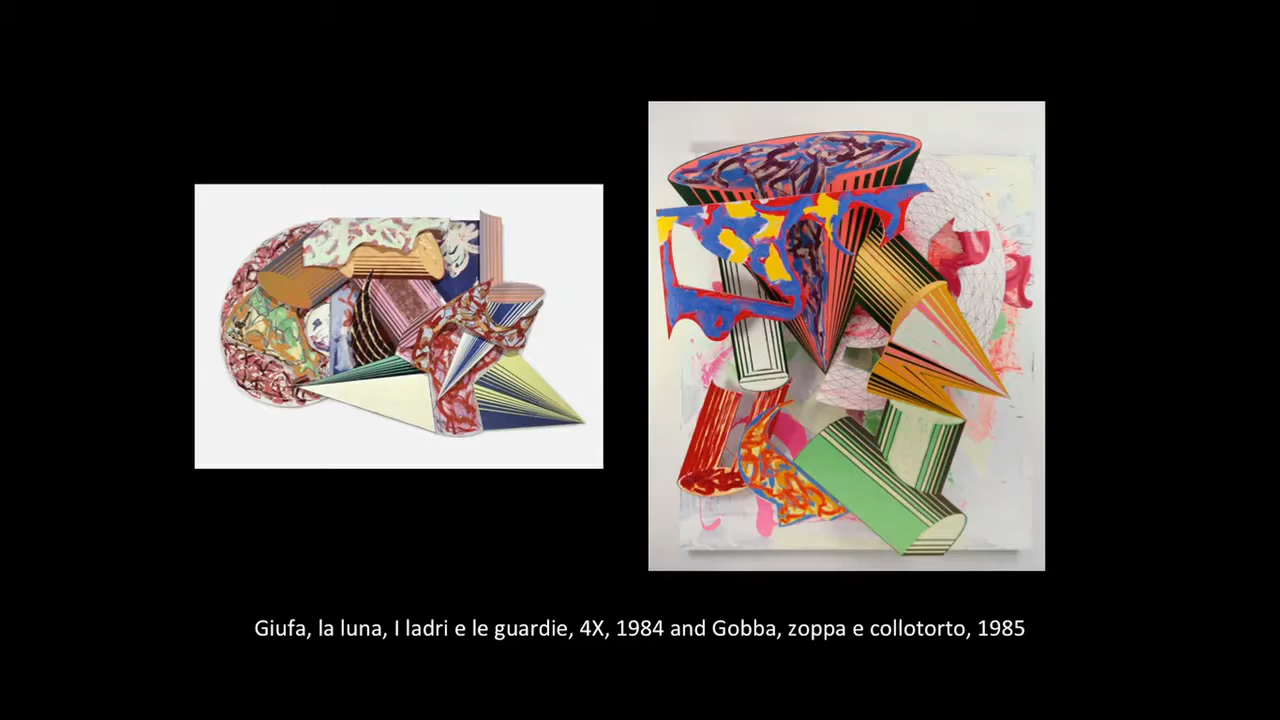 Giufa, la luna, I ladri e le guardie, 4X, 1984 and Gobba, zoppa e collotorto, 1985